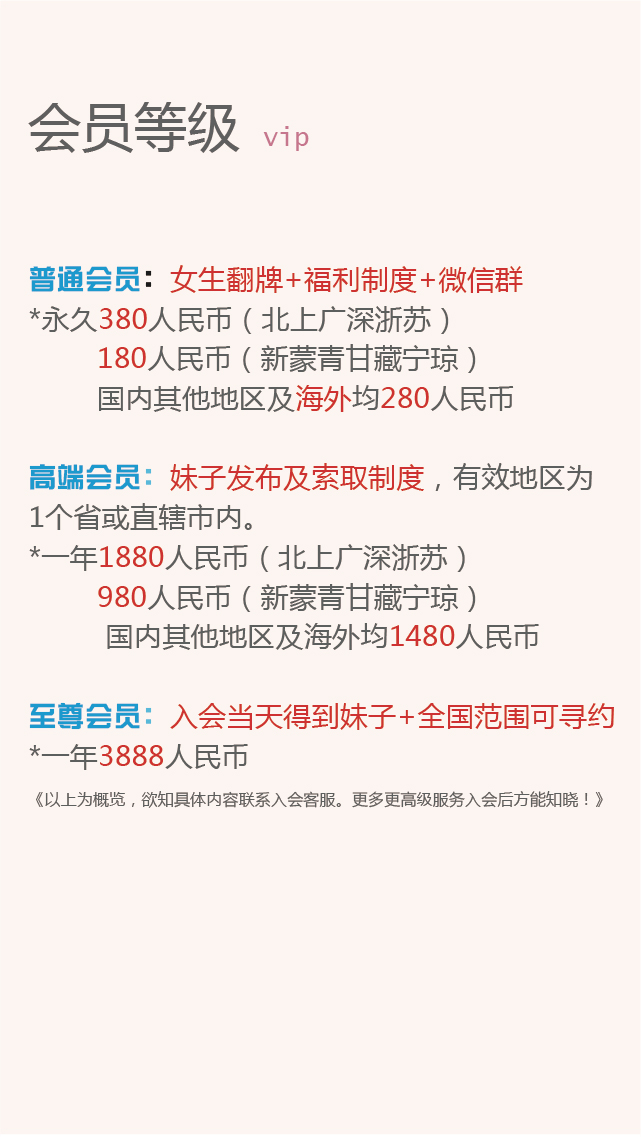 会员等级 vip
普通会员：女生翻牌+福利制度+微信群
*永久380人民币（北上广深浙苏）
180人民币（新蒙青甘藏宁琼）
国内其他地区及海外均280人民币
高端会员：妹子发布及索取制度，有效地区为
1个省或直辖市内。
*一年1880人民币（北上广深浙苏）
980人民币（新蒙青甘藏宁琼）
国内其他地区及海外均1480人民币
至尊会员：入会当天得到妹子+全国范围可寻约
*一年3888人民币
《以上为概览，欲知具体内容联系入会客服。更多更高级服务入会后方能知晓！》